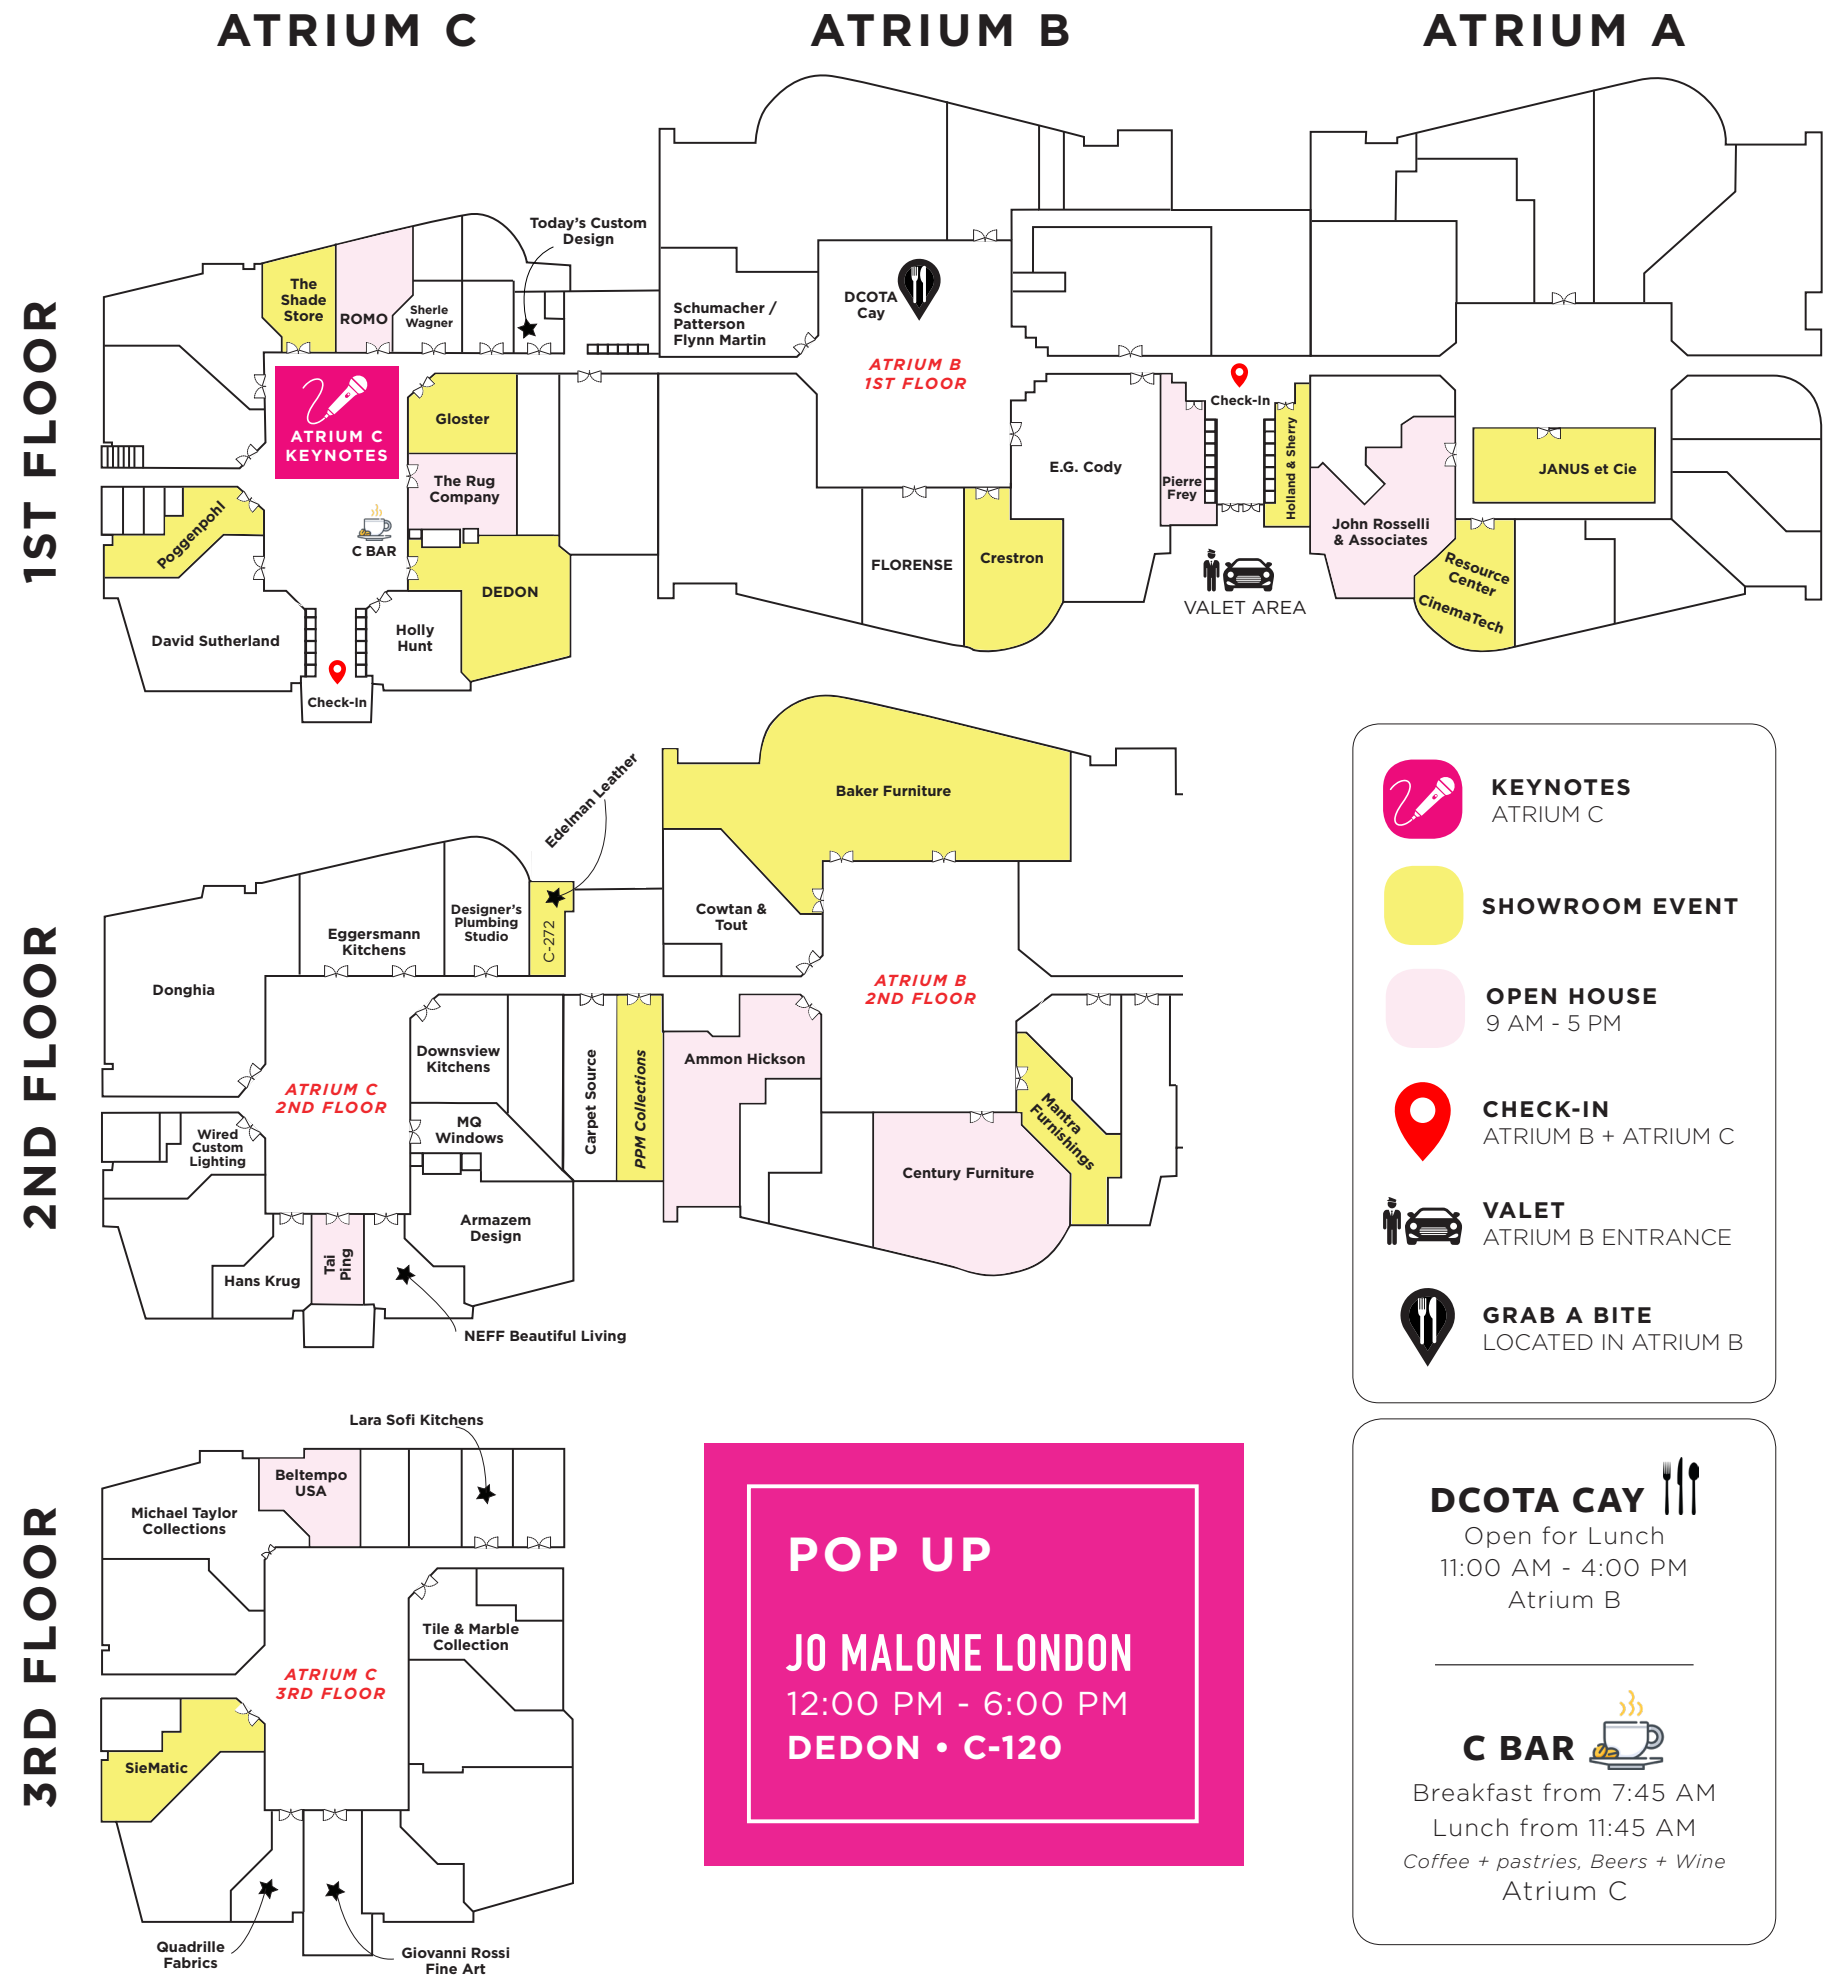 ATRIUM C
ATRIUM B
ATRIUM A
1ST FLOOR
Today's Custom
Design
The
Shade
Store
ROMO
Sherle
Wagner
Schumacher /
Patterson
Flynn Martin
DCOTA
Cay
ATRIUM B
1ST FLOOR
ATRIUM C
KEYNOTES
Gloster
The Rug
Company
C BAR
Poggenpohl
DEDON
David Sutherland
Holly
Hunt
Check-In
E.G. Cody
FLORENSE
Crestron
Pierre
Frey
Check-In
Holland & Sherry
VALET AREA
John Rosselli
& Associates
JANUS et Cie
Resource
Center
CinemaTech
2ND FLOOR
Edelman Leather
Baker Furniture
Cowtan &
Tout
Designer's
Plumbing
Studio
C-272
Eggersmann
Kitchens
Donghia
ATRIUM B
2ND FLOOR
Downsview
Kitchens
ATRIUM C
2ND FLOOR
MQ
Windows
Carpet Source
PPM Collections
Ammon Hickson
Mantra
Furnishings
Wired
Custom
Lighting
Century Furniture
Armazem
Design
Hans Krug
Tai
Ping
NEFF Beautiful Living
3RD FLOOR
Lara Sofi Kitchens
Beltempo
USA
Michael Taylor
Collections
Tile & Marble
Collection
ATRIUM C
3RD FLOOR
SieMatic
Quadrille
Fabrics
Giovanni Rossi
Fine Art
POP UP
JO MALONE LONDON
12:00 PM - 6:00 PM
DEDON • C-120
KEYNOTES
ATRIUM C
SHOWROOM EVENT
OPEN HOUSE
9 AM - 5 PM
CHECK-IN
ATRIUM B + ATRIUM C
VALET
ATRIUM B ENTRANCE
GRAB A BITE
LOCATED IN ATRIUM B
DCOTA CAY
Open for Lunch
11:00 AM - 4:00 PM
Atrium B
C BAR
Breakfast from 7:45 AM
Lunch from 11:45 AM
Coffee + pastries, Beers + Wine
Atrium C